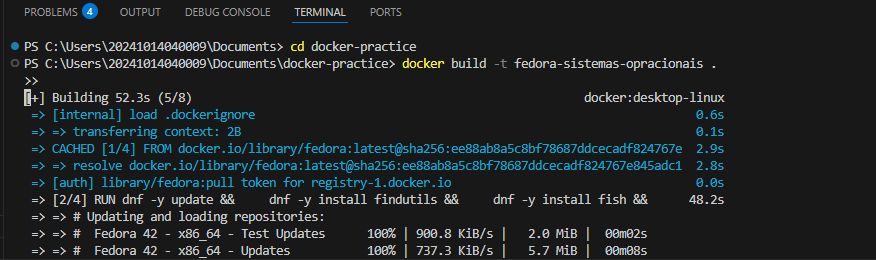 PROBLEMS 4 OUTPUT DEBUG CONSOLE TERMINAL PORTS
PS C:\Users\20241014040009\Documents> cd docker-practice
PS C:\Users\20241014040009\Documents\docker-practice> docker build -t fedora-sistemas-opracionais .
>>
[+] Building 52.3s (5/8) docker:desktop-linux
=> [internal] load .dockerignore 0.6s
=> => transferring context: 2B 0.1s
=> CACHED [1/4] FROM docker.io/library/fedora:latest@sha256:ee88ab8a5c8bf78687ddcecadf824767e 2.9s
=> => resolve docker.io/library/fedora:latest@sha256:ee88ab8a5c8bf78687ddcecadf824767e845adc1 2.8s
=> [auth] library/fedora:pull token for registry-1.docker.io 0.0s
=> [2/4] RUN dnf -y update && dnf -y install findutils && dnf -y install fish && 48.2s
=> => # Updating and loading repositories:
=> => # Fedora 42 - x86_64 - Test Updates 100% | 900.8 KiB/s | 2.0 MiB | 00m02s
=> => # Fedora 42 - x86_64 - Updates 100% | 737.3 KiB/s | 5.7 MiB | 00m08s